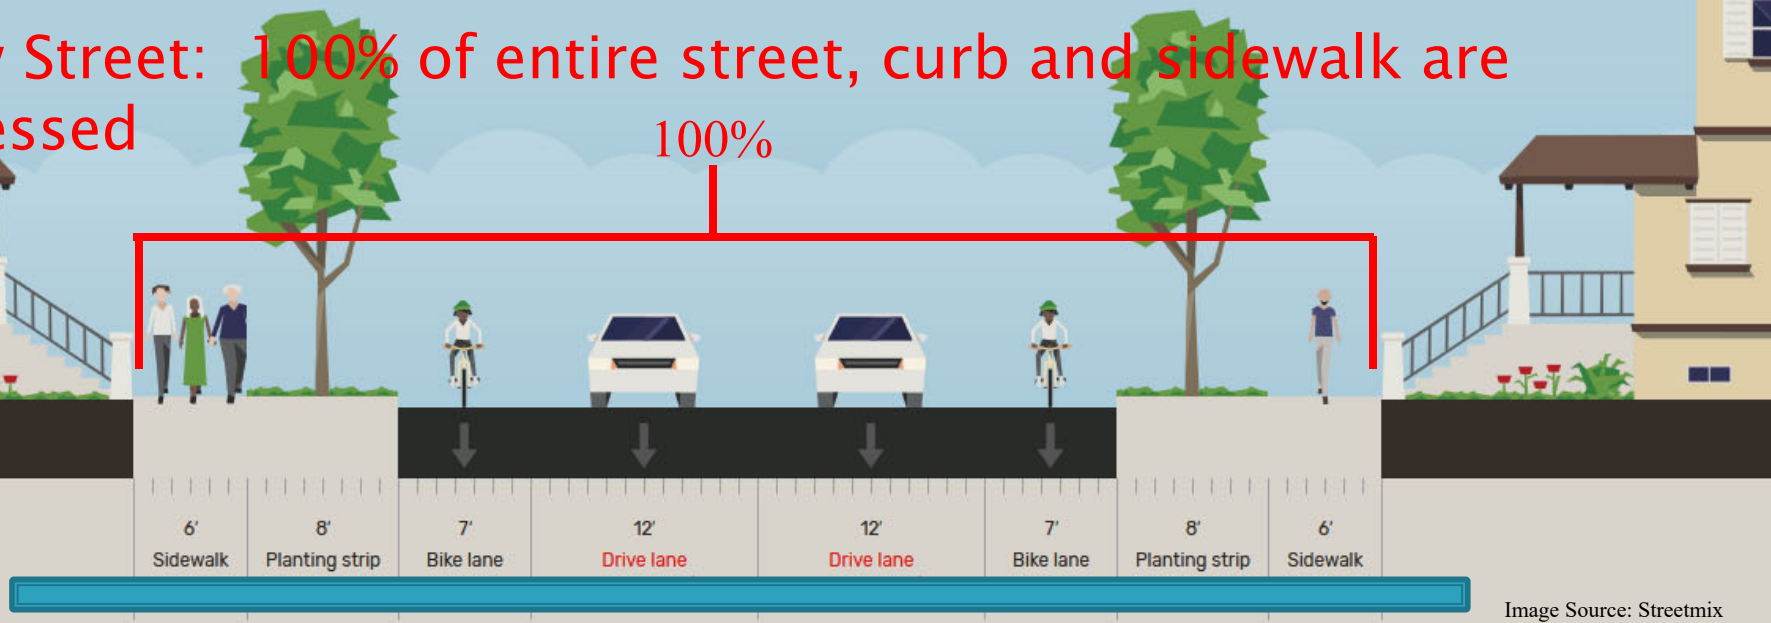 Street: 100% of entire street, curb and sidewalk are
100%
6' 8' 7' 12' 12' 7' 8' 6'
Sidewalk Planting strip Bike lane Drive lane Drive lane Bike lane Planting strip Sidewalk
Image Source: Streetmix